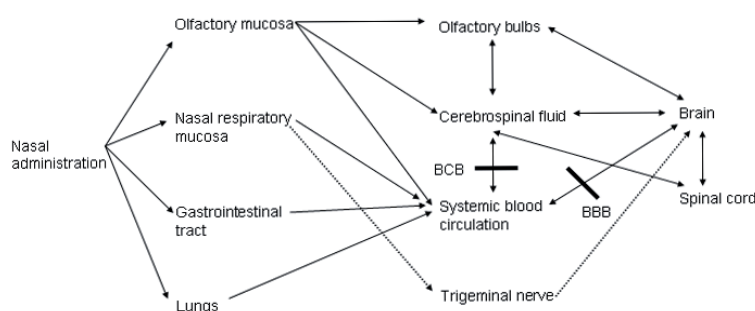 Olfactory mucosa
Olfactory bulbs
Nasal respiratory
mucosa
Cerebrospinal fluid
Brain
Nasal
administration
BCB
Gastrointestinal
tract
Systemic blood
circulation
BBB
Spinal cord
Lungs
Trigeminal nerve